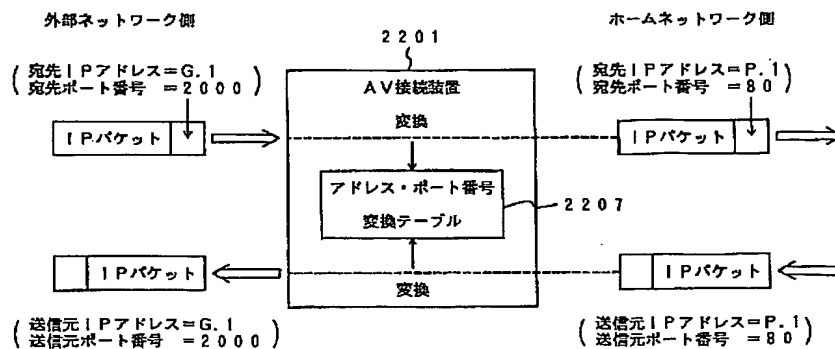 外部ネットワーク側
ホームネットワーク側
2201
宛先IPアドレス=G.1
宛先ポート番号 =2000
AV接続装置
宛先IPアドレス=P.1
宛先ポート番号 =80
IPパケット
変換
IPパケット
アドレス・ポート番号
変換テーブル
2207
IPパケット
変換
IPパケット
送信元IPアドレス=G.1
送信元ポート番号 =2000
送信元IPアドレス=P.1
送信元ポート番号 =80